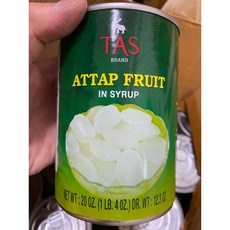 TAS
BRAND
ATTAP FRUIT
IN SYRUP
NET WT : 20 OZ. (1 LB. 4 OZ.) DR. WT : 12.3 OZ.